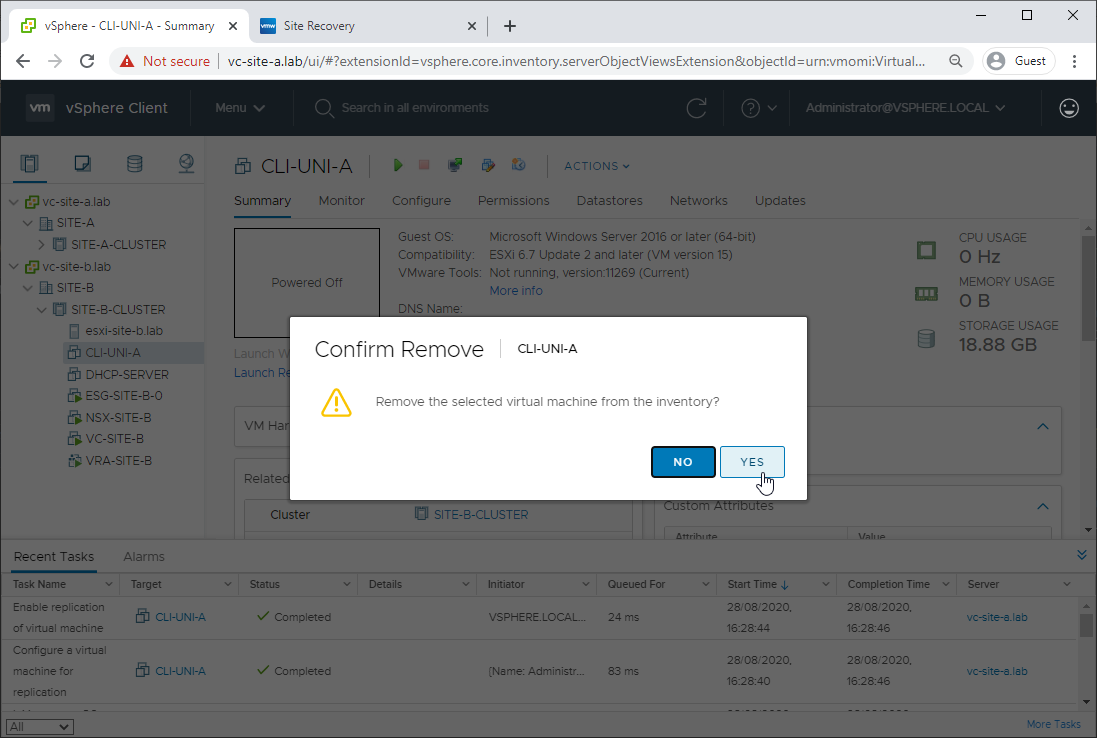 vSphere - CLI-UNI-A - Summary
vmw Site Recovery
Not secure vc-site-a.lab/ui/#?extensionId=vsphere.core.inventory.serverObjectViewsExtension&objectId=urn:vmomi:Virtual...
Guest
vm vSphere Client Menu Search in all environments Administrator@VSPHERE.LOCAL
CLI-UNI-A ACTIONS
Summary Monitor Configure Permissions Datastores Networks Updates
vc-site-a.lab
SITE-A
SITE-A-CLUSTER
vc-site-b.lab
SITE-B
SITE-B-CLUSTER
esxi-site-b.lab
CLI-UNI-A
DHCP-SERVER
ESG-SITE-B-0
NSX-SITE-B
VC-SITE-B
VRA-SITE-B
Powered Off
Guest OS: Microsoft Windows Server 2016 or later (64-bit)
Compatibility: ESXi 6.7 Update 2 and later (VM version 15)
VMware Tools: Not running, version:11269 (Current)
More info
DNS Name:
CPU USAGE
0 Hz
MEMORY USAGE
0 B
STORAGE USAGE
18.88 GB
Launch W
Launch Re
Confirm Remove CLI-UNI-A
Remove the selected virtual machine from the inventory?
NO YES
VM Har
Related
Cluster SITE-B-CLUSTER
Custom Attributes
Attribute Value
Recent Tasks Alarms
Task Name Target Status Details Initiator Queued For Start Time Completion Time Server
Enable replication of virtual machine CLI-UNI-A Completed VSPHERE.LOCAL... 24 ms 28/08/2020, 16:28:44 28/08/2020, 16:28:46 vc-site-a.lab
Configure a virtual machine for replication CLI-UNI-A Completed {Name: Administr... 83 ms 28/08/2020, 16:28:40 28/08/2020, 16:28:46 vc-site-a.lab
All
More Tasks